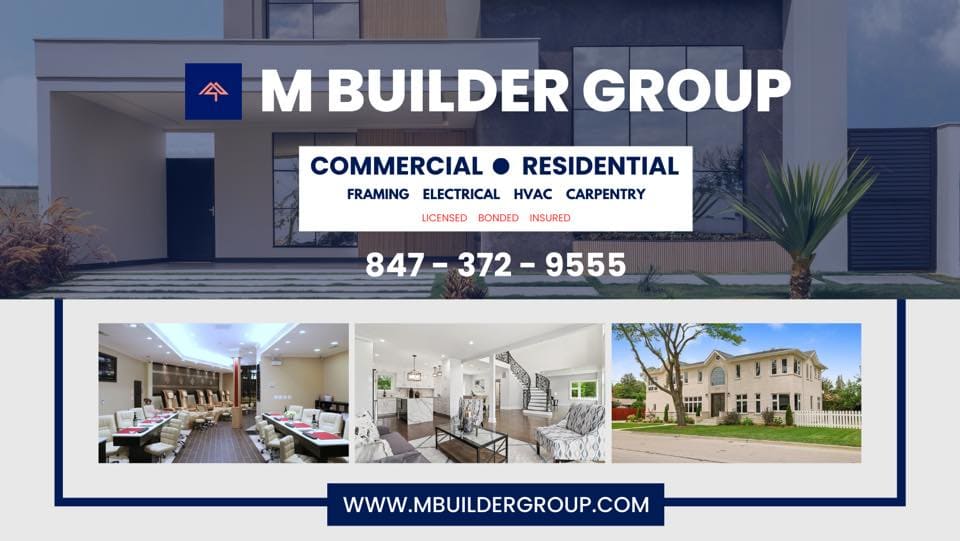 M BUILDER GROUP
COMMERCIAL ● RESIDENTIAL
FRAMING ELECTRICAL HVAC CARPENTRY
LICENSED BONDED INSURED
847 - 372 - 9555
WWW.MBUILDERGROUP.COM